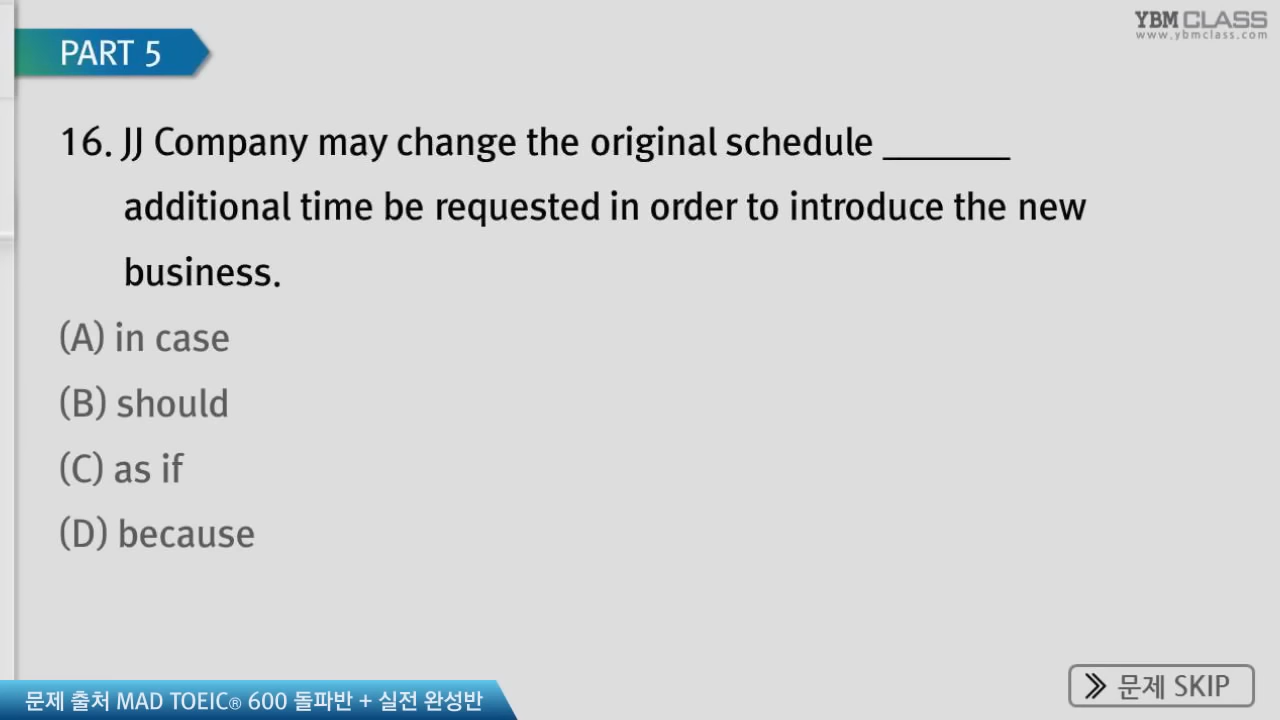 YBM CLASS
www.ybmclass.com
PART 5
16. JJ Company may change the original schedule _______
additional time be requested in order to introduce the new
business.
(A) in case
(B) should
(C) as if
(D) because
문제 출처 MAD TOEIC® 600 돌파반 + 실전 완성반
문제 SKIP